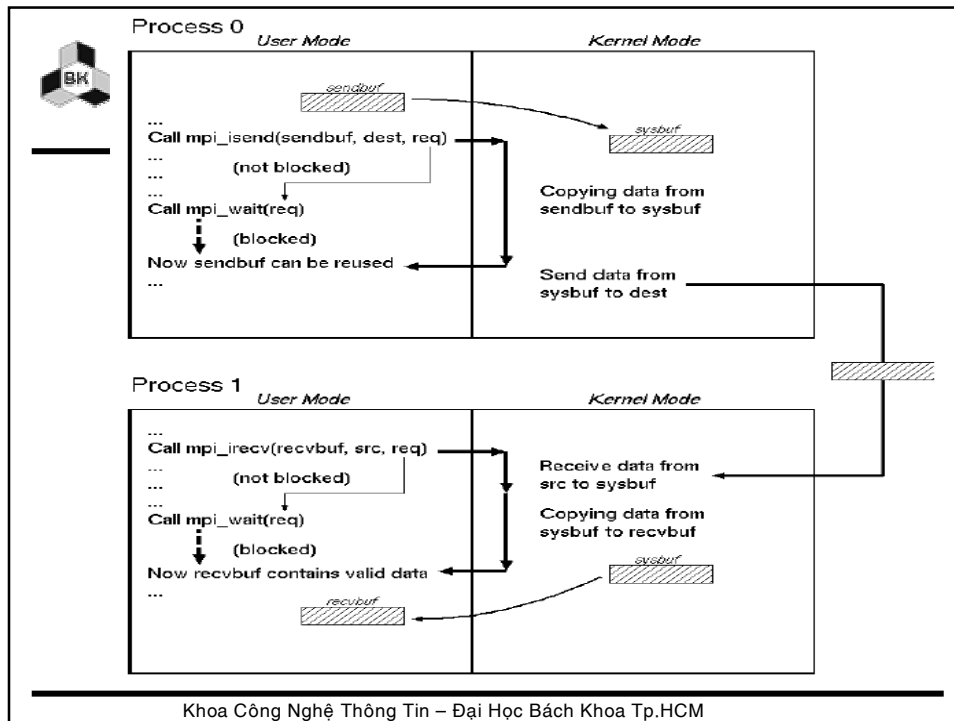 Process 0
User Mode
Kernel Mode
BK
sendbuf
sysbuf
...
Call mpi_isend(sendbuf, dest, req)
...
(not blocked)
...
...
Call mpi_wait(req)
(blocked)
Now sendbuf can be reused
...
Copying data from
sendbuf to sysbuf
Send data from
sysbuf to dest
Process 1
User Mode
Kernel Mode
...
Call mpi_irecv(recvbuf, src, req)
...
(not blocked)
...
...
Call mpi_wait(req)
(blocked)
Now recvbuf contains valid data
...
recvbuf
Receive data from
src to sysbuf
Copying data from
sysbuf to recvbuf
sysbuf
Khoa Công Nghệ Thông Tin – Đại Học Bách Khoa Tp.HCM